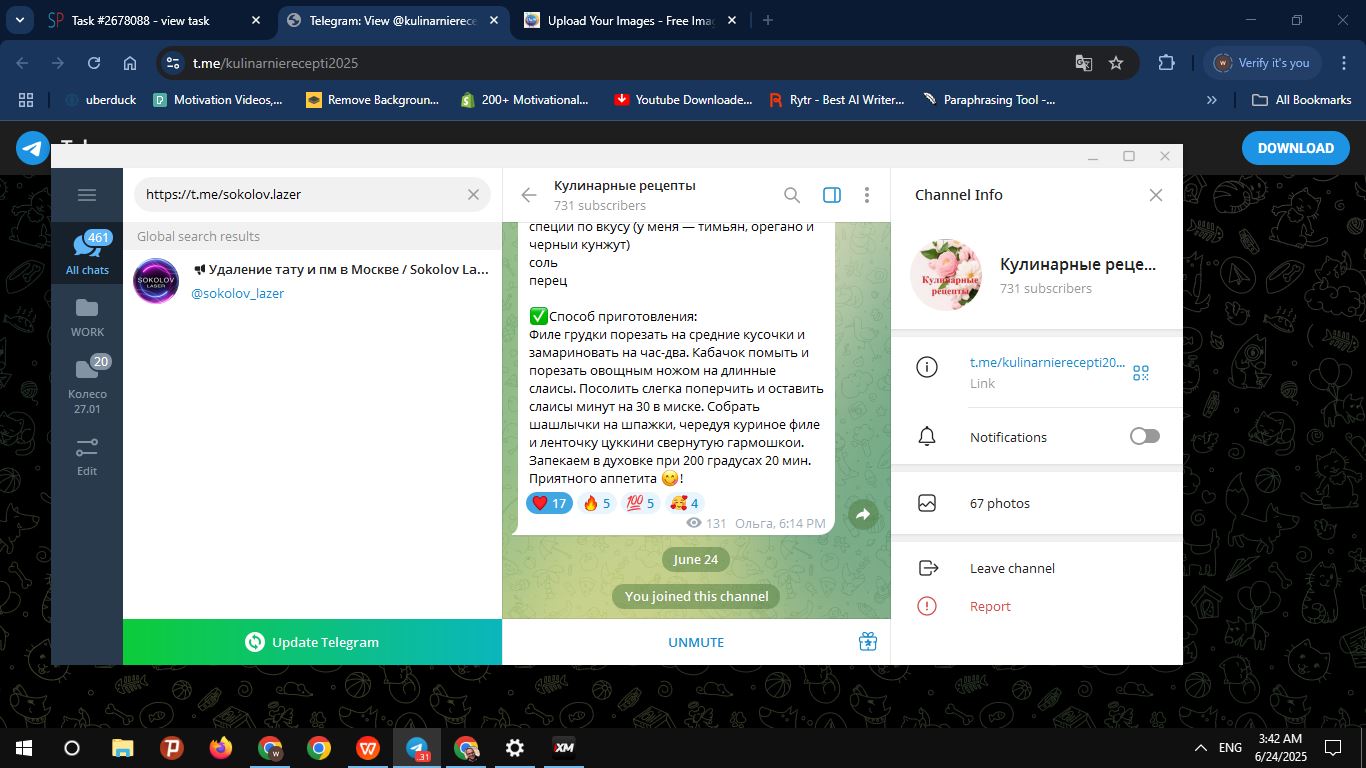 Task #2678088 - view task
Telegram: View @kulinarnierece
Upload Your Images - Free Ima
t.me/kulinarnierecepti2025
Verify it's you
uberduck
Motivation Videos,...
Remove Backgroun...
200+ Motivational...
Youtube Downloade...
Rytr - Best AI Writer...
Paraphrasing Tool -...
All Bookmarks
DOWNLOAD
https://t.me/sokolov.lazer
Global search results
SOKOLOV
LASER
Удаление тату и пм в Москве / Sokolov La...
@sokolov_lazer
461
All chats
WORK
20
Колесо
27.01
Edit
Update Telegram
Кулинарные рецепты
731 subscribers
специи по вкусу (у меня — тимьян, орегано и
черный кунжут)
соль
перец
✅Способ приготовления:
Филе грудки порезать на средние кусочки и
замариновать на час-два. Кабачок помыть и
порезать овощным ножом на длинные
слайсы. Посолить слегка поперчить и оставить
слайсы минут на 30 в миске. Собрать
шашлычки на шпажки, чередуя куриное филе
и ленточку цуккини свернутую гармошкой.
Запекаем в духовке при 200 градусах 20 мин.
Приятного аппетита 😋!
❤️ 17 🔥 5 💯 5 🥰 4
131 Ольга, 6:14 PM
June 24
You joined this channel
UNMUTE
Channel Info
Кулинарные
рецепты
Кулинарные реце...
731 subscribers
t.me/kulinarnierecepti20...
Link
Notifications
67 photos
Leave channel
Report
31
XM
ENG
3:42 AM
6/24/2025